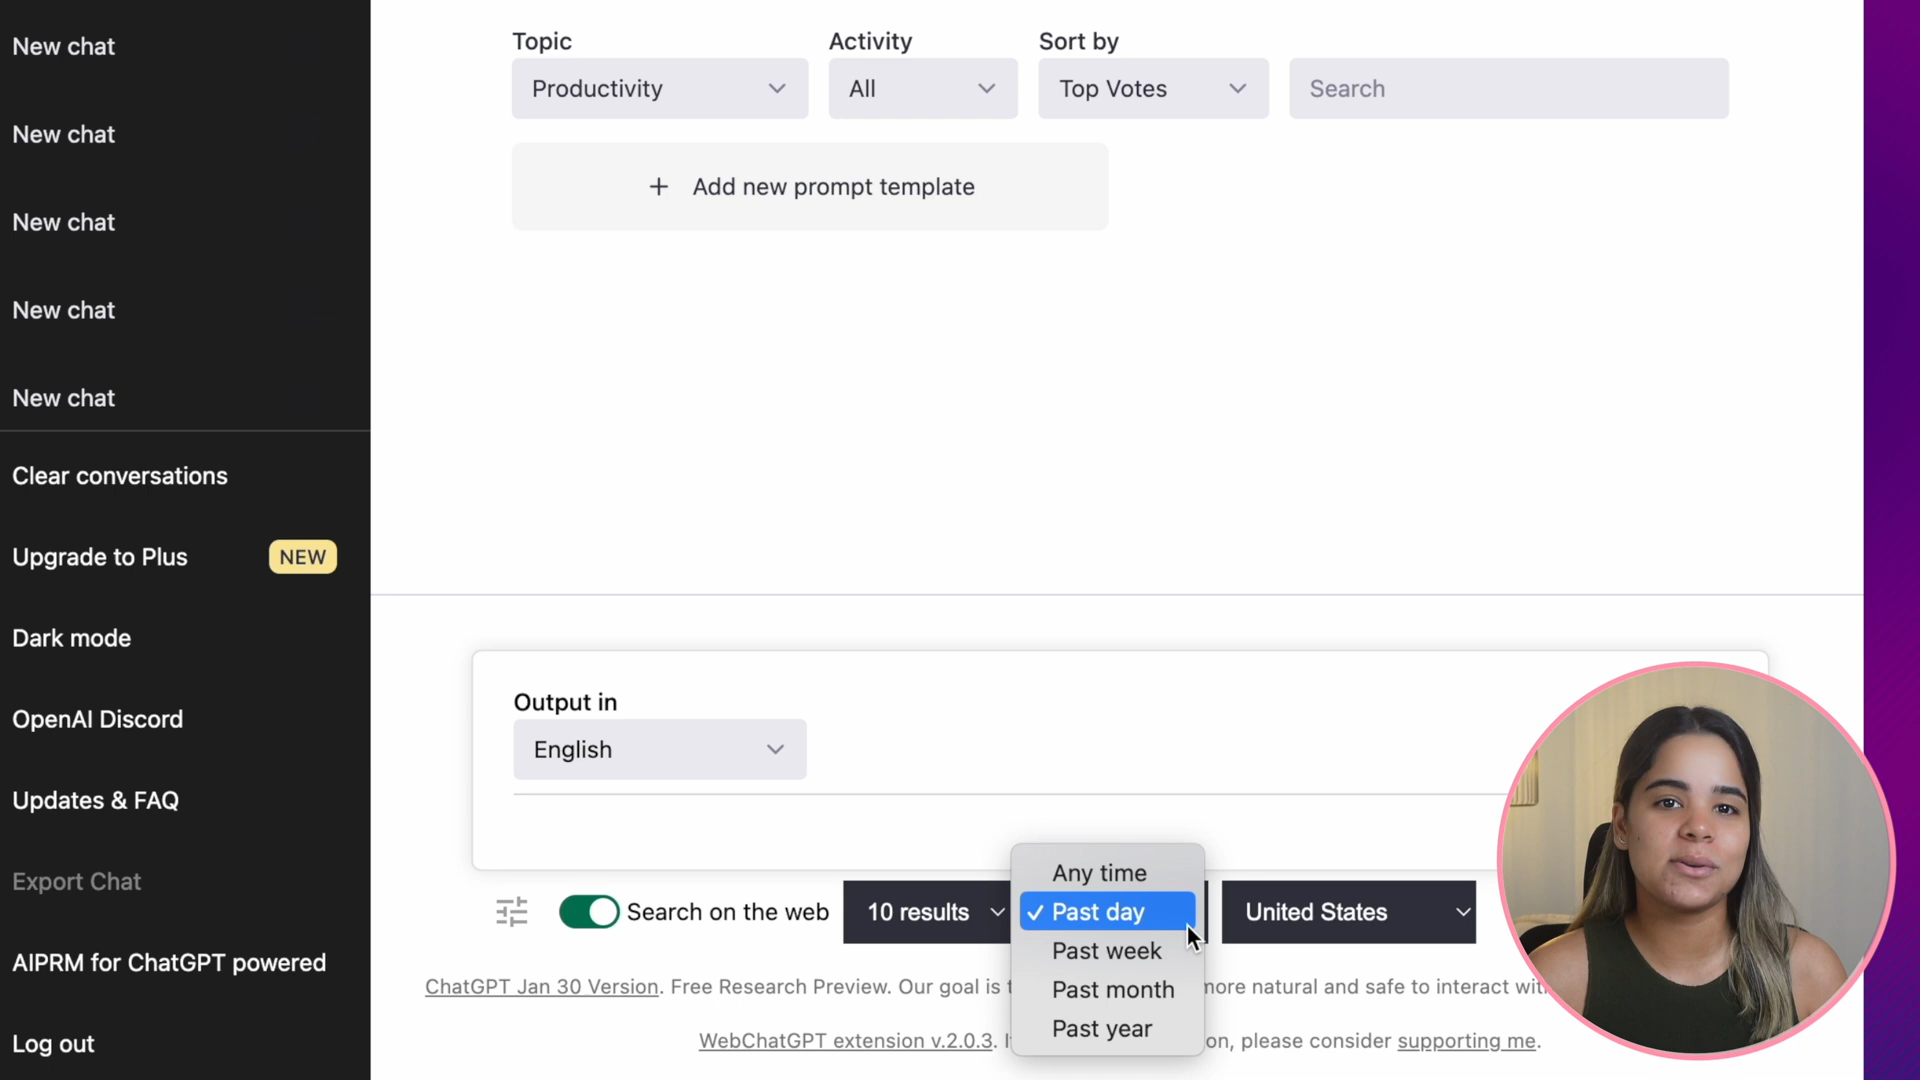 New chat
New chat
New chat
New chat
New chat
Clear conversations
Upgrade to Plus NEW
Dark mode
OpenAI Discord
Updates & FAQ
Export Chat
AIPRM for ChatGPT powered
Log out
Topic Activity Sort by
Productivity All Top Votes Search
+ Add new prompt template
Output in
English
Any time
Search on the web 10 results ✓ Past day United States
Past week
Past month
Past year
ChatGPT Jan 30 Version. Free Research Preview. Our goal is more natural and safe to interact
WebChatGPT extension v.2.0.3. on, please consider supporting me.